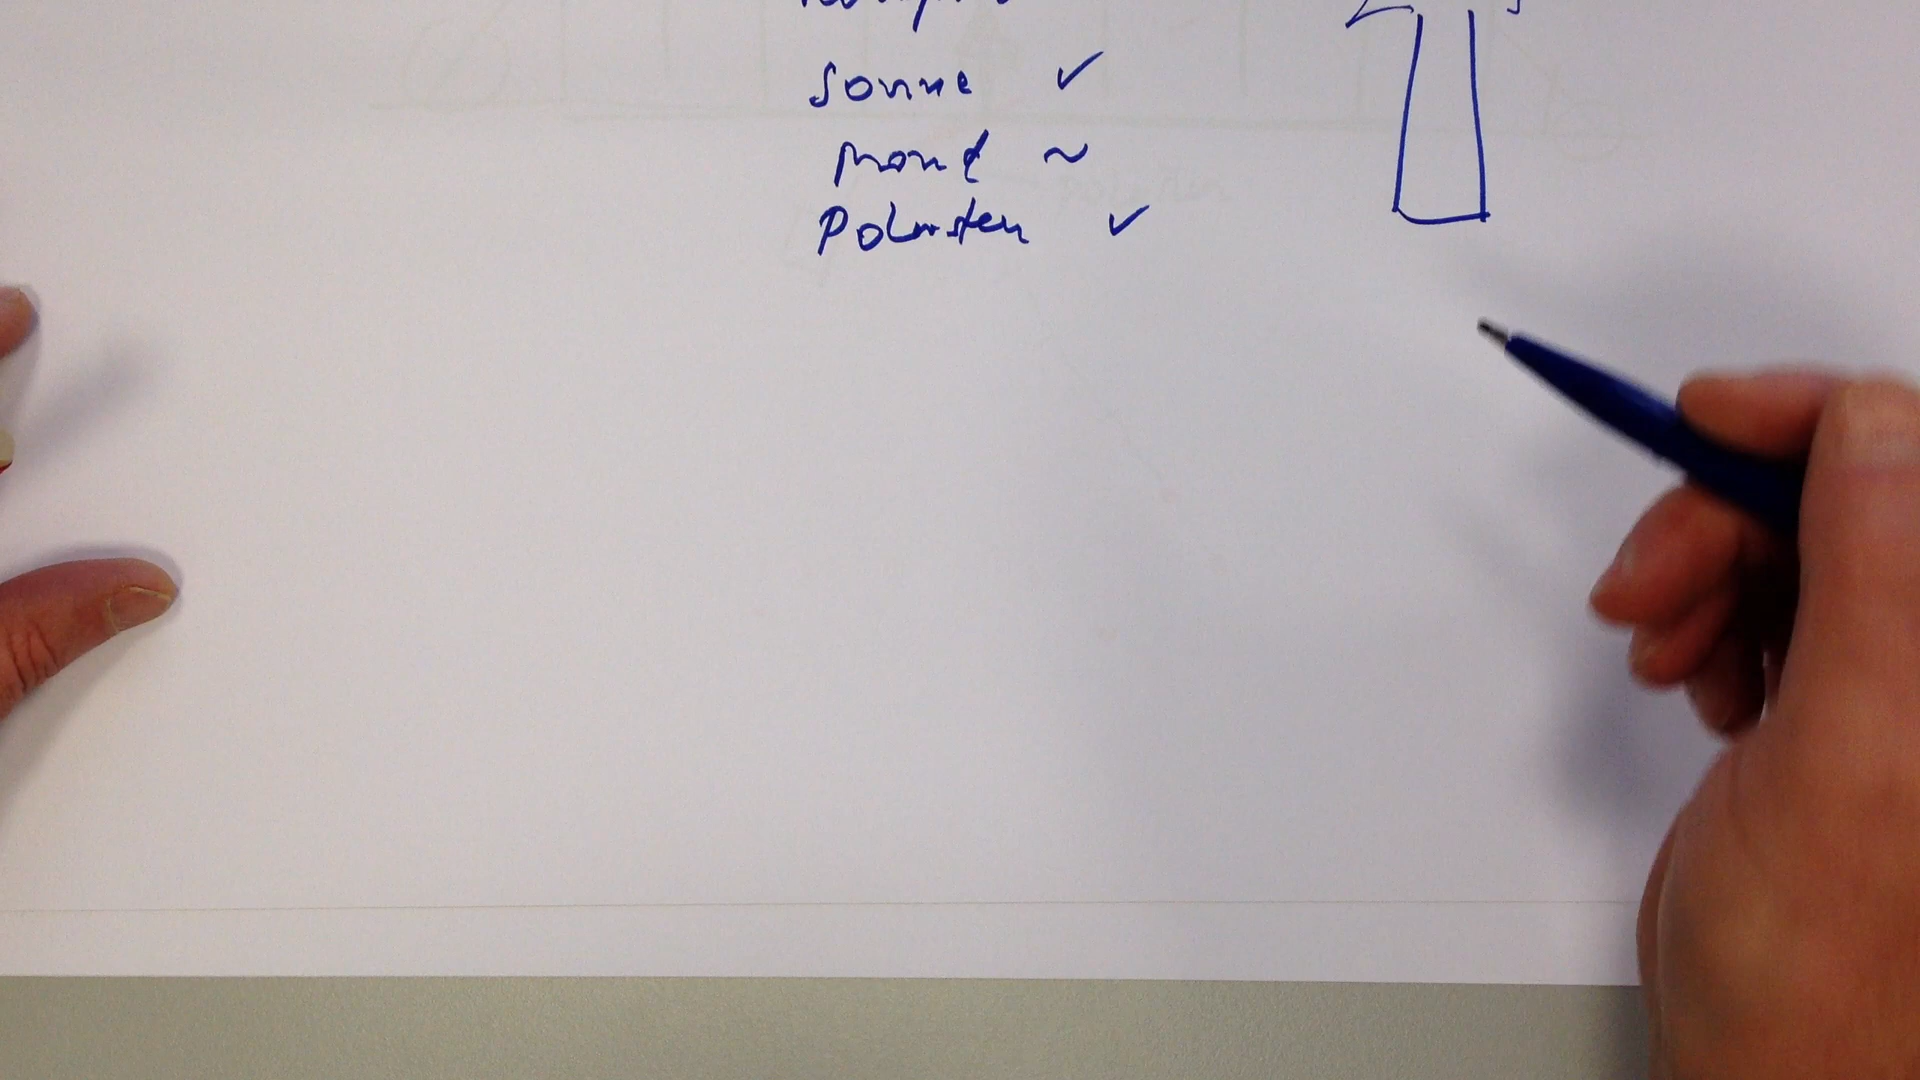 Sonne ✓
Mond ~
Polarstern ✓